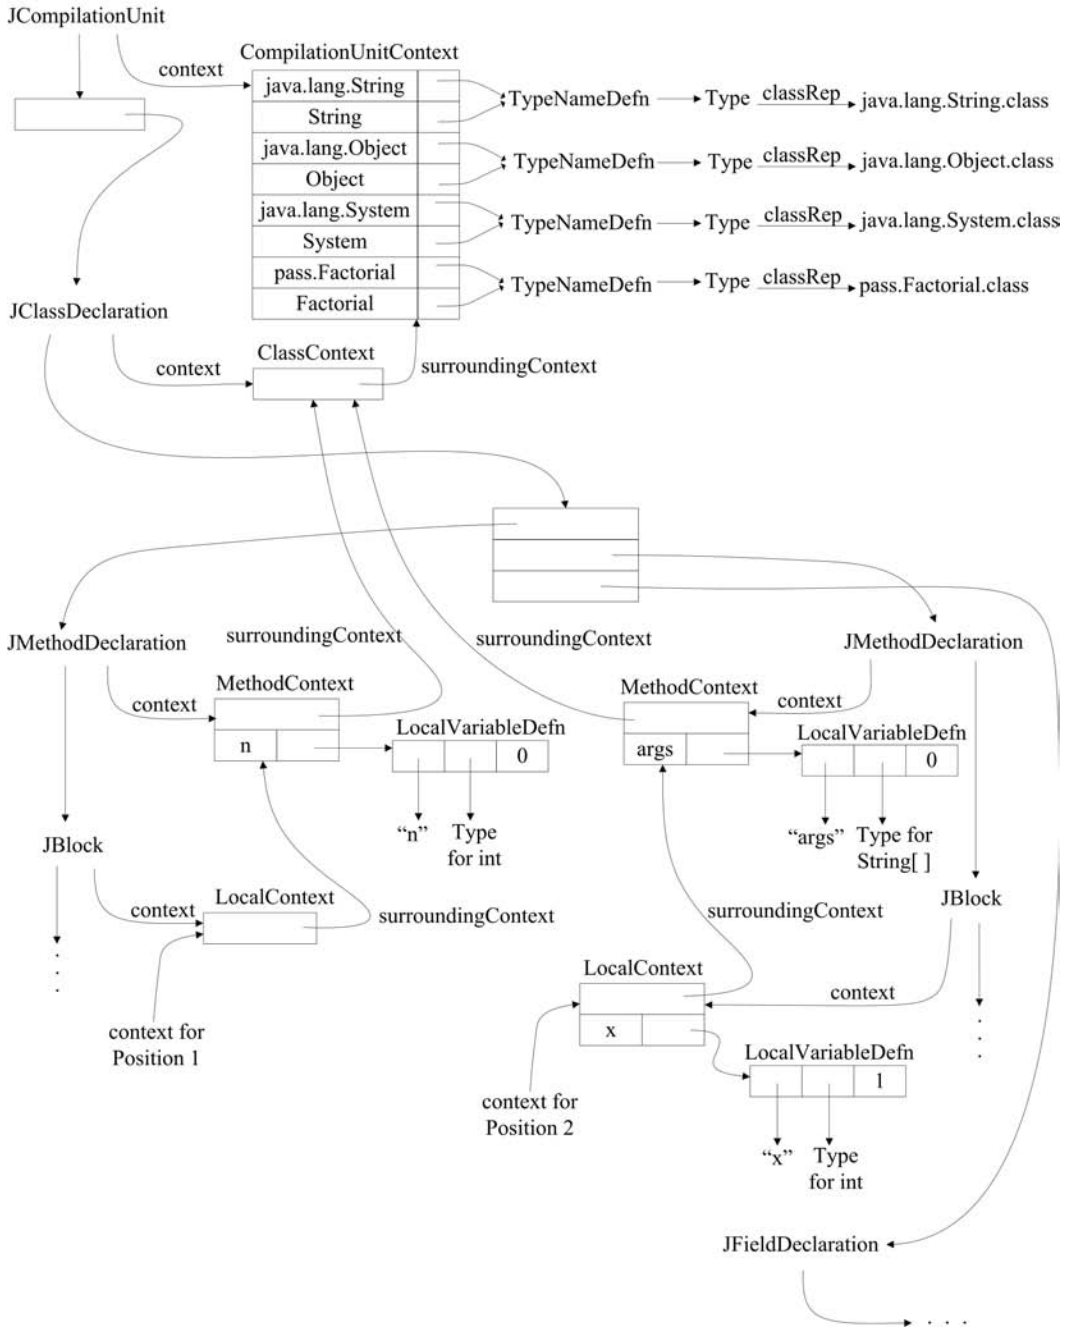 JCompilationUnit
CompilationUnitContext
context
java.lang.String
TypeNameDefn
Type
classRep
java.lang.String.class
String
java.lang.Object
TypeNameDefn
Type
classRep
java.lang.Object.class
Object
java.lang.System
TypeNameDefn
Type
classRep
java.lang.System.class
System
pass.Factorial
TypeNameDefn
Type
classRep
pass.Factorial.class
Factorial
JClassDeclaration
ClassContext
context
surroundingContext
JMethodDeclaration
surroundingContext
surroundingContext
JMethodDeclaration
MethodContext
context
n
LocalVariableDefn
0
“n”
Type
for int
MethodContext
context
args
LocalVariableDefn
0
“args”
Type for
String[ ]
JBlock
LocalContext
context
surroundingContext
context for
Position 1
JBlock
surroundingContext
LocalContext
context
x
LocalVariableDefn
1
context for
Position 2
“x”
Type
for int
JFieldDeclaration